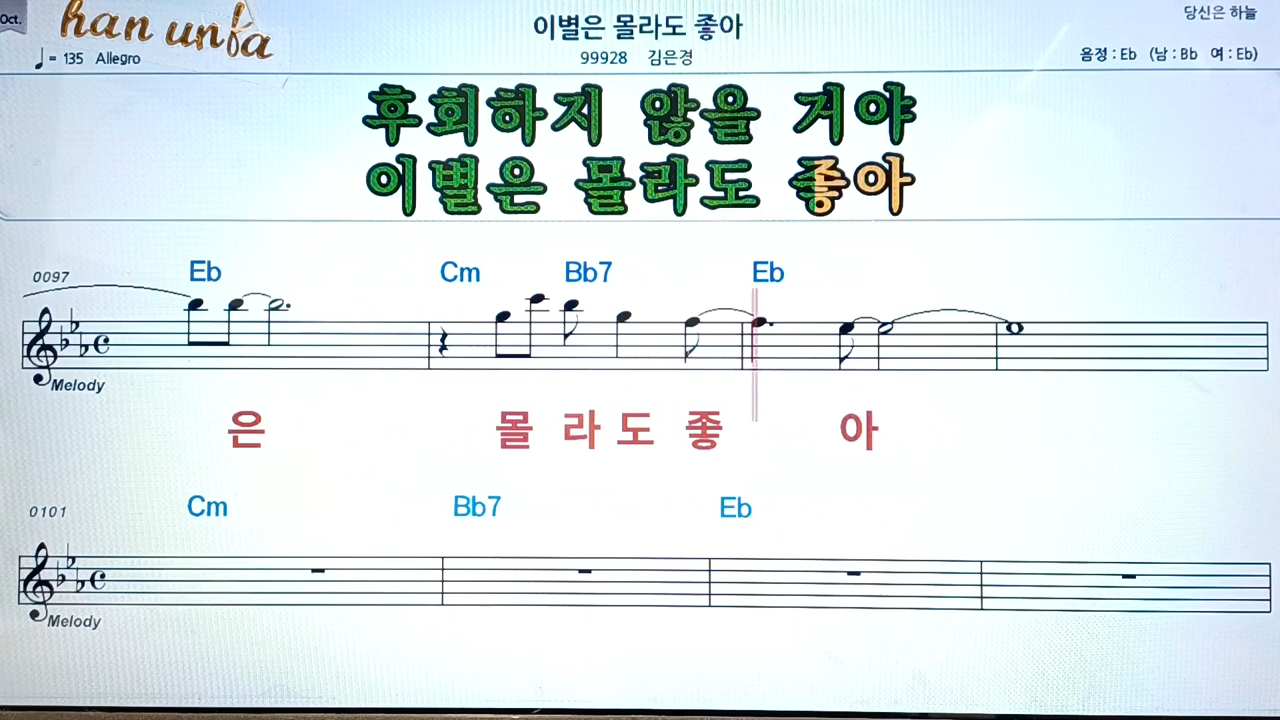 Oct.
han unfa
이별은 몰라도 좋아
당신은 하늘
♩= 135 Allegro
99928 김은경
음정 : Eb (남 : Bb 여 : Eb)
후회하지 않을 거야
이별은 몰라도 좋아
0097 Eb Cm Bb7 Eb
Melody
은 몰 라 도 좋 아
0101 Cm Bb7 Eb
Melody